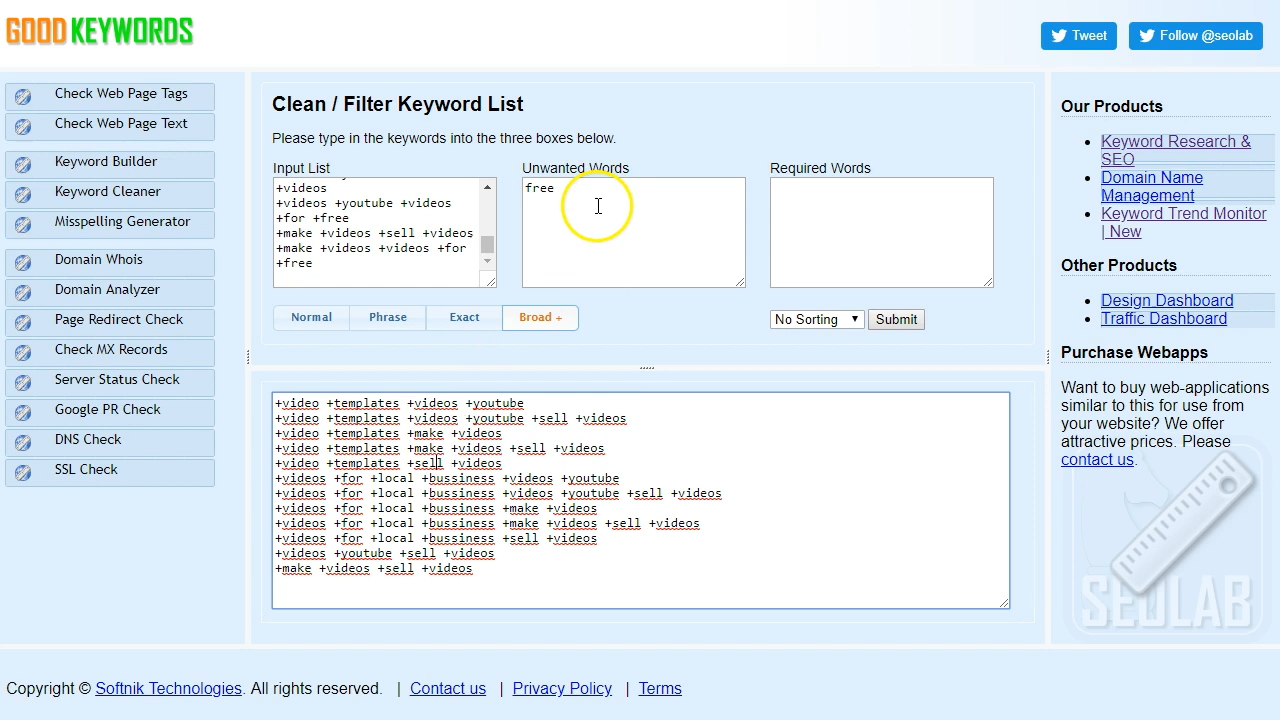 GOOD KEYWORDS
Tweet
Follow @seolab
Check Web Page Tags
Check Web Page Text
Keyword Builder
Keyword Cleaner
Misspelling Generator
Domain Whois
Domain Analyzer
Page Redirect Check
Check MX Records
Server Status Check
Google PR Check
DNS Check
SSL Check
Clean / Filter Keyword List
Please type in the keywords into the three boxes below.
Input List
+videos
+videos +youtube +videos
+for +free
+make +videos +sell +videos
+make +videos +videos +for
+free
Unwanted Words
free
Required Words
Normal
Phrase
Exact
Broad +
No Sorting
Submit
+video +templates +videos +youtube
+video +templates +videos +youtube +sell +videos
+video +templates +make +videos
+video +templates +make +videos +sell +videos
+video +templates +sell +videos
+videos +for +local +bussiness +videos +youtube
+videos +for +local +bussiness +videos +youtube +sell +videos
+videos +for +local +bussiness +make +videos
+videos +for +local +bussiness +make +videos +sell +videos
+videos +for +local +bussiness +sell +videos
+videos +youtube +sell +videos
+make +videos +sell +videos
Our Products
Keyword Research &
SEO
Domain Name
Management
Keyword Trend Monitor
| New
Other Products
Design Dashboard
Traffic Dashboard
Purchase Webapps
Want to buy web-applications
similar to this for use from
your website? We offer
attractive prices. Please
contact us.
SEOLAB
Copyright © Softnik Technologies. All rights reserved. | Contact us | Privacy Policy | Terms